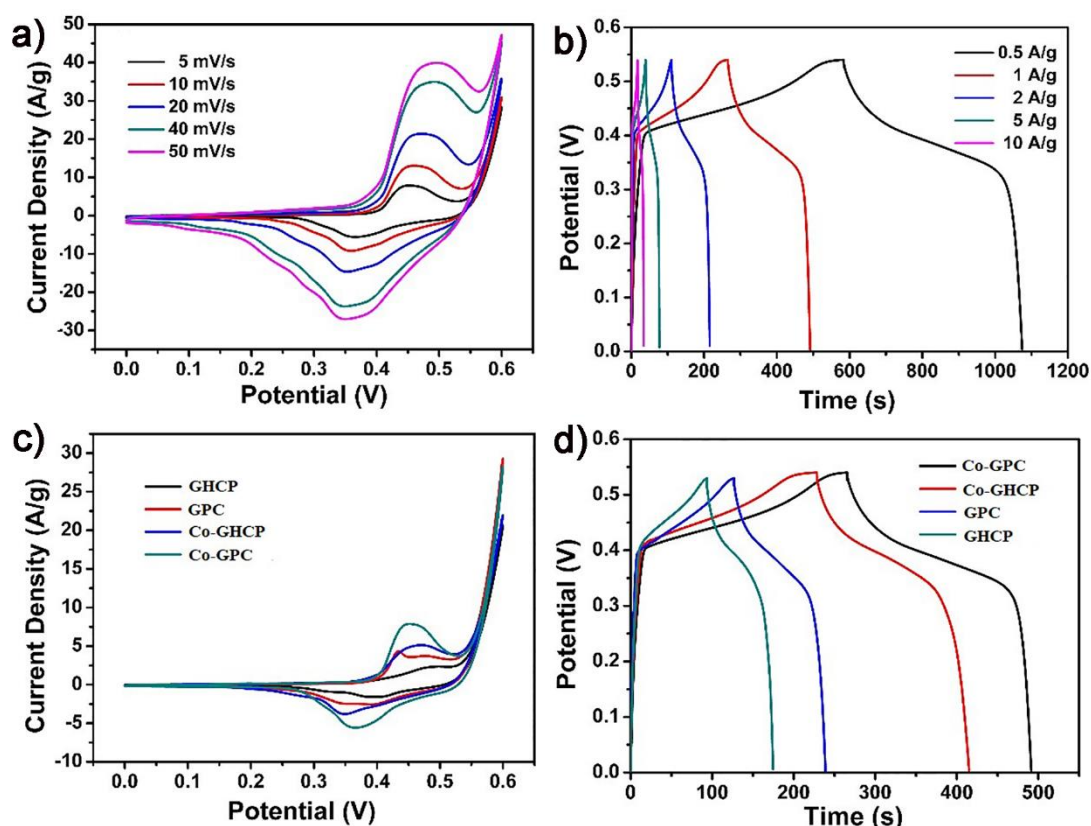 a)
50
40
30
20
10
0
-10
-20
-30
Current Density (A/g)
5 mV/s
10 mV/s
20 mV/s
40 mV/s
50 mV/s
0.0 0.1 0.2 0.3 0.4 0.5 0.6
Potential (V)
b)
0.6
0.5
0.4
0.3
0.2
0.1
0.0
Potential (V)
0.5 A/g
1 A/g
2 A/g
5 A/g
10 A/g
0 200 400 600 800 1000 1200
Time (s)
c)
30
25
20
15
10
5
0
-5
-10
Current Density (A/g)
GHCP
GPC
Co-GHCP
Co-GPC
0.0 0.1 0.2 0.3 0.4 0.5 0.6
Potential (V)
d)
0.6
0.5
0.4
0.3
0.2
0.1
0.0
Potential (V)
Co-GPC
Co-GHCP
GPC
GHCP
0 100 200 300 400 500
Time (s)